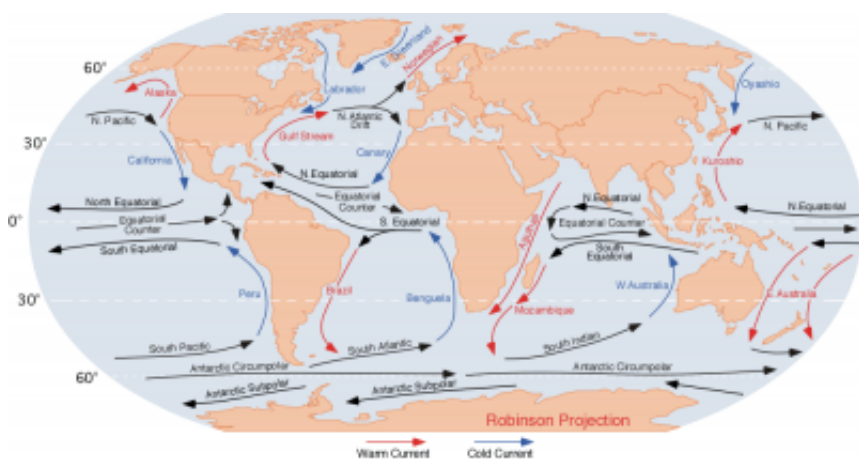 60°
Alaska
N. Pacific
30°
California
North Equatorial
0°
Equatorial
Counter
South Equatorial
Peru
30°
South Pacific
60°
Antarctic Circumpolar
Antarctic Subpolar
Labrador
E. Greenland
Norwegian
N. Atlantic
Drift
Gulf Stream
Canary
N. Equatorial
Equatorial
Counter
S. Equatorial
Brazil
Benguela
South Atlantic
Antarctic Subpolar
Agulhas
N. Equatorial
Equatorial Counter
South
Equatorial
Mozambique
South Indian
W. Australia
Antarctic Circumpolar
Oyashio
N. Pacific
Kuroshio
N. Equatorial
E. Australia
Robinson Projection
Warm Current
Cold Current